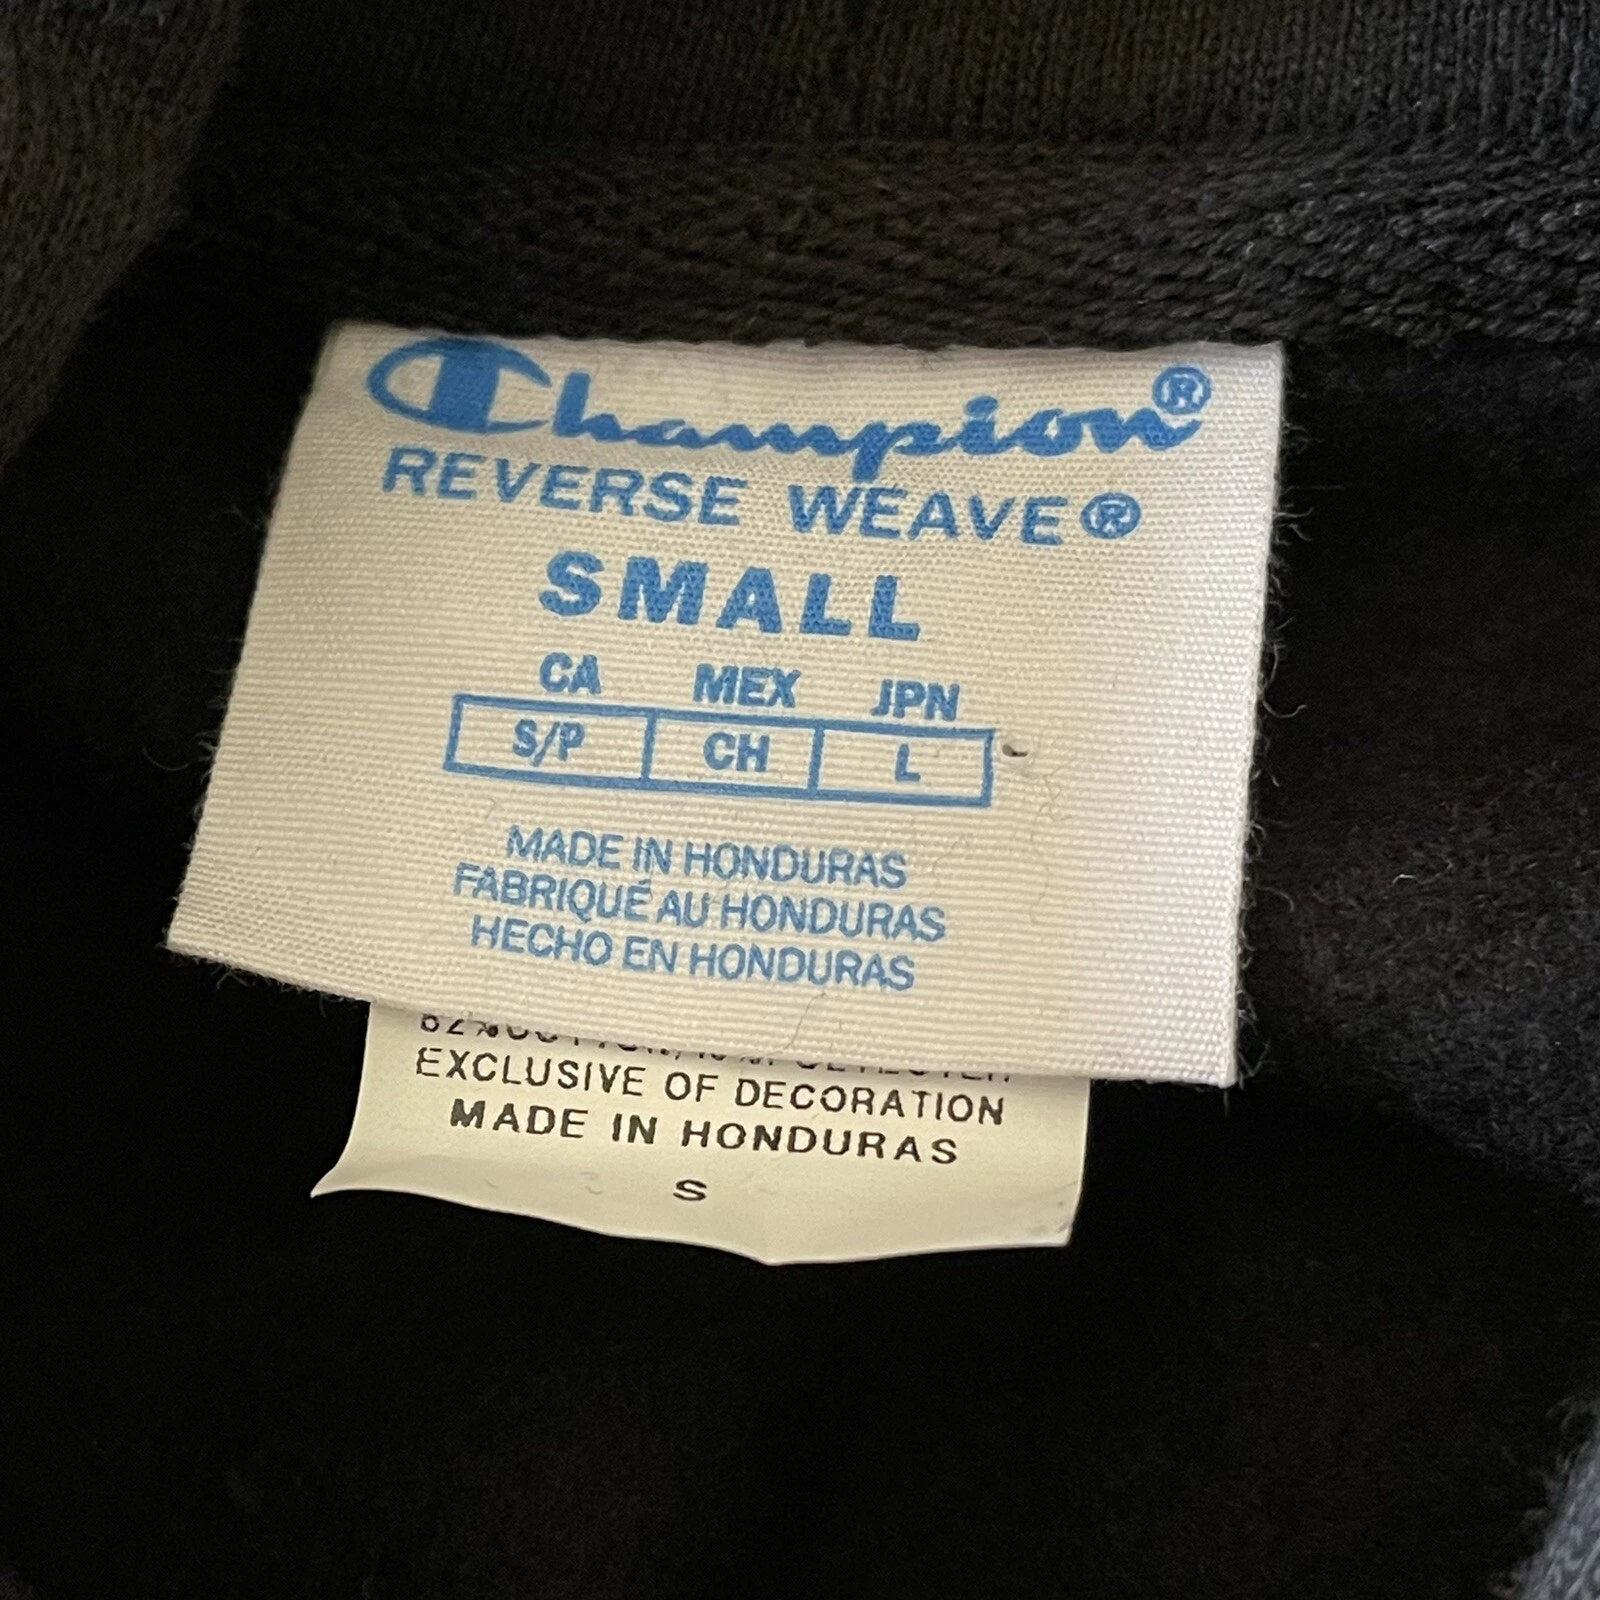 Champion®
REVERSE WEAVE®
SMALL
CA MEX JPN
S/P CH L
MADE IN HONDURAS
FABRIQUÉ AU HONDURAS
HECHO EN HONDURAS
EXCLUSIVE OF DECORATION
MADE IN HONDURAS
S